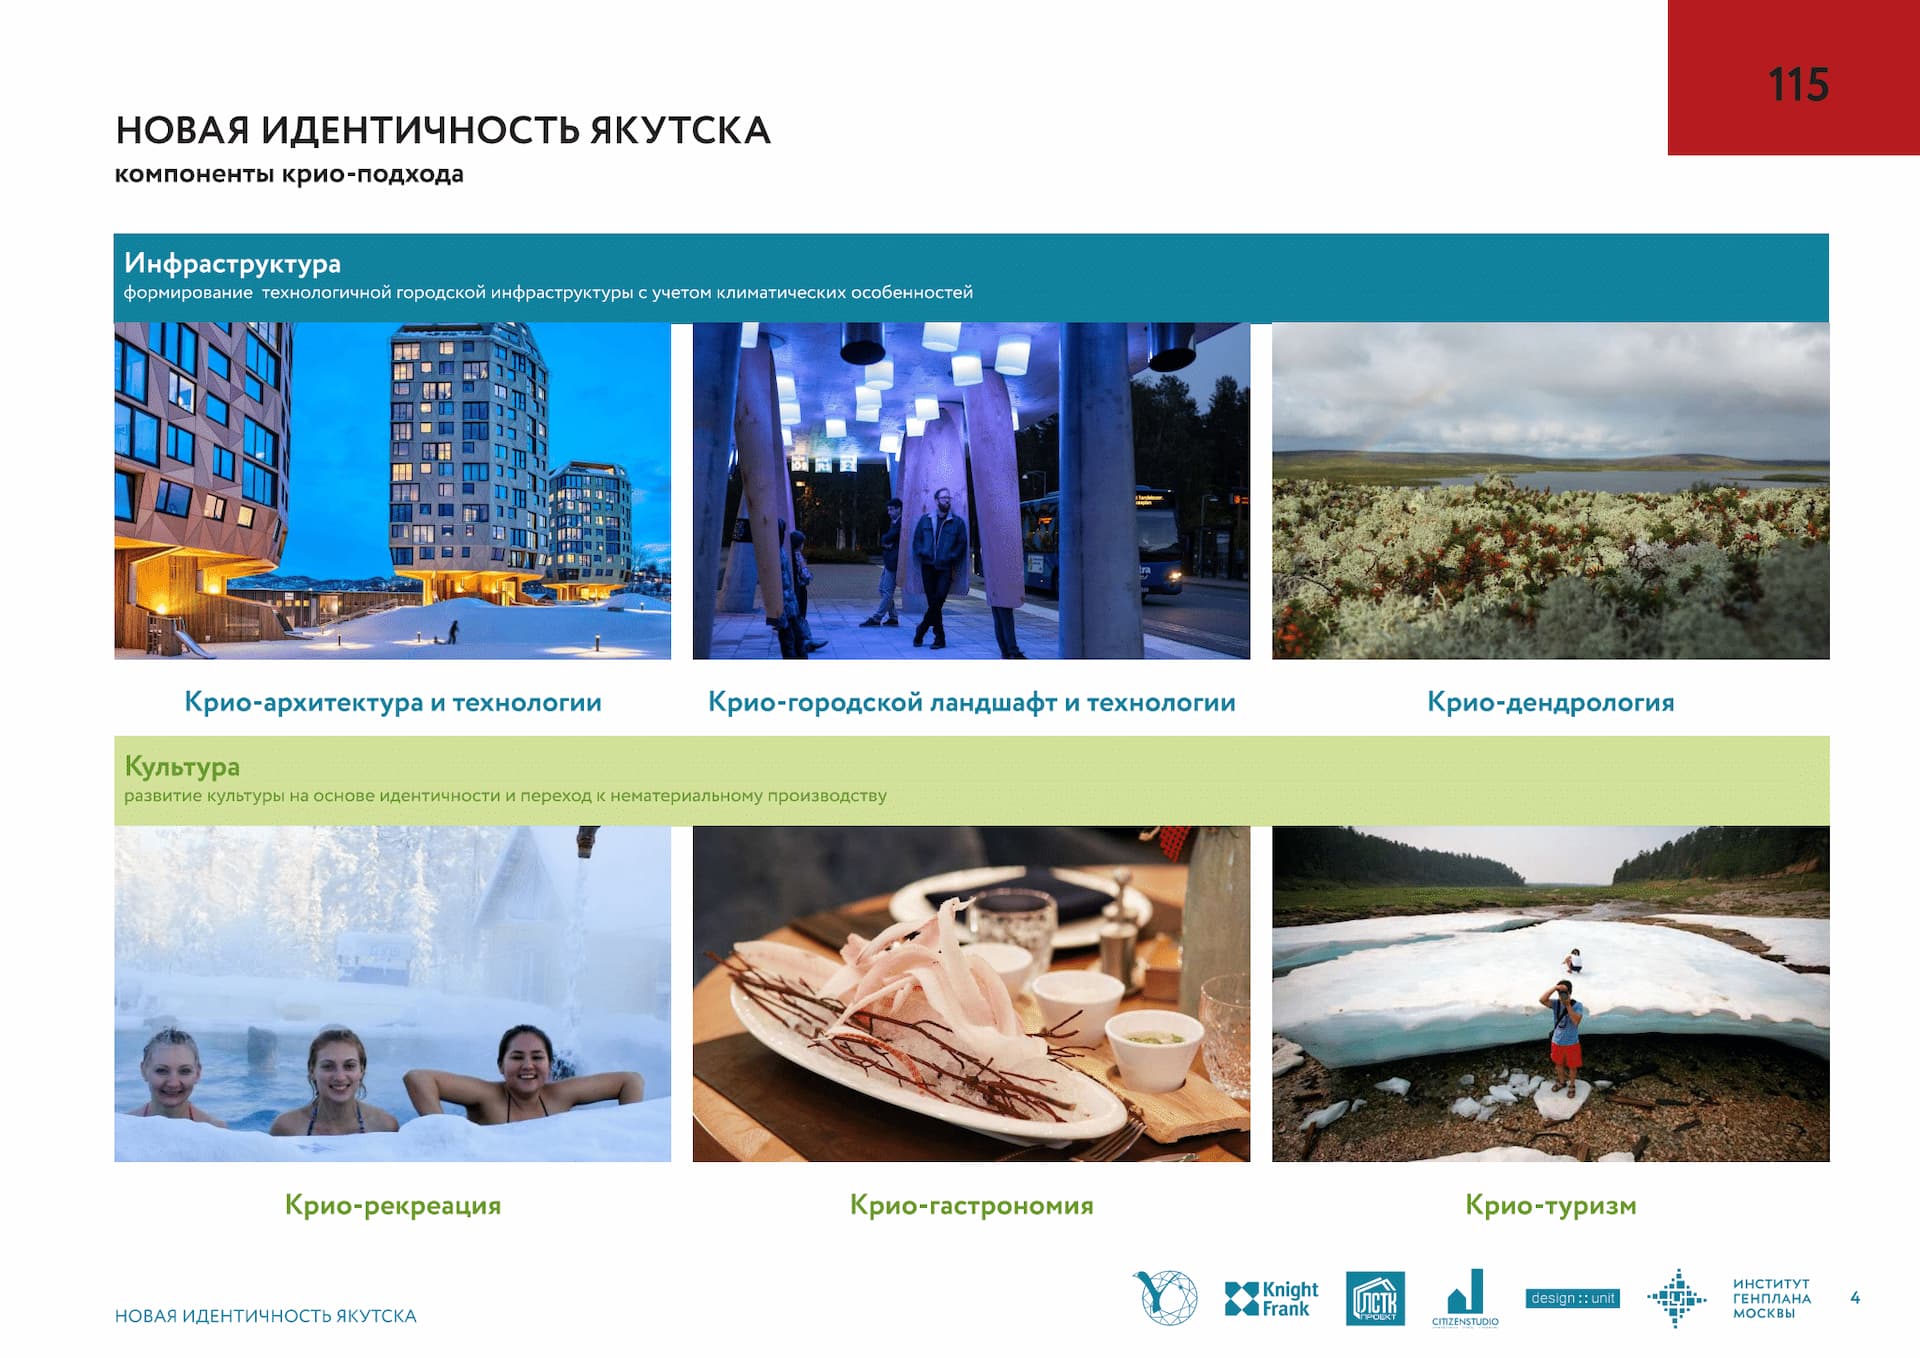 115
НОВАЯ ИДЕНТИЧНОСТЬ ЯКУТСКА
компоненты крио-подхода
Инфраструктура
формирование технологичной городской инфраструктуры с учетом климатических особенностей
Крио-архитектура и технологии
Крио-городской ландшафт и технологии
Крио-дендрология
Культура
развитие культуры на основе идентичности и переход к нематериальному производству
Крио-рекреация
Крио-гастрономия
Крио-туризм
НОВАЯ ИДЕНТИЧНОСТЬ ЯКУТСКА
Knight
Frank
ЛСТК
ПРОЕКТ
CITIZENSTUDIO
design::unit
ИНСТИТУТ
ГЕНПЛАНА
МОСКВЫ
4